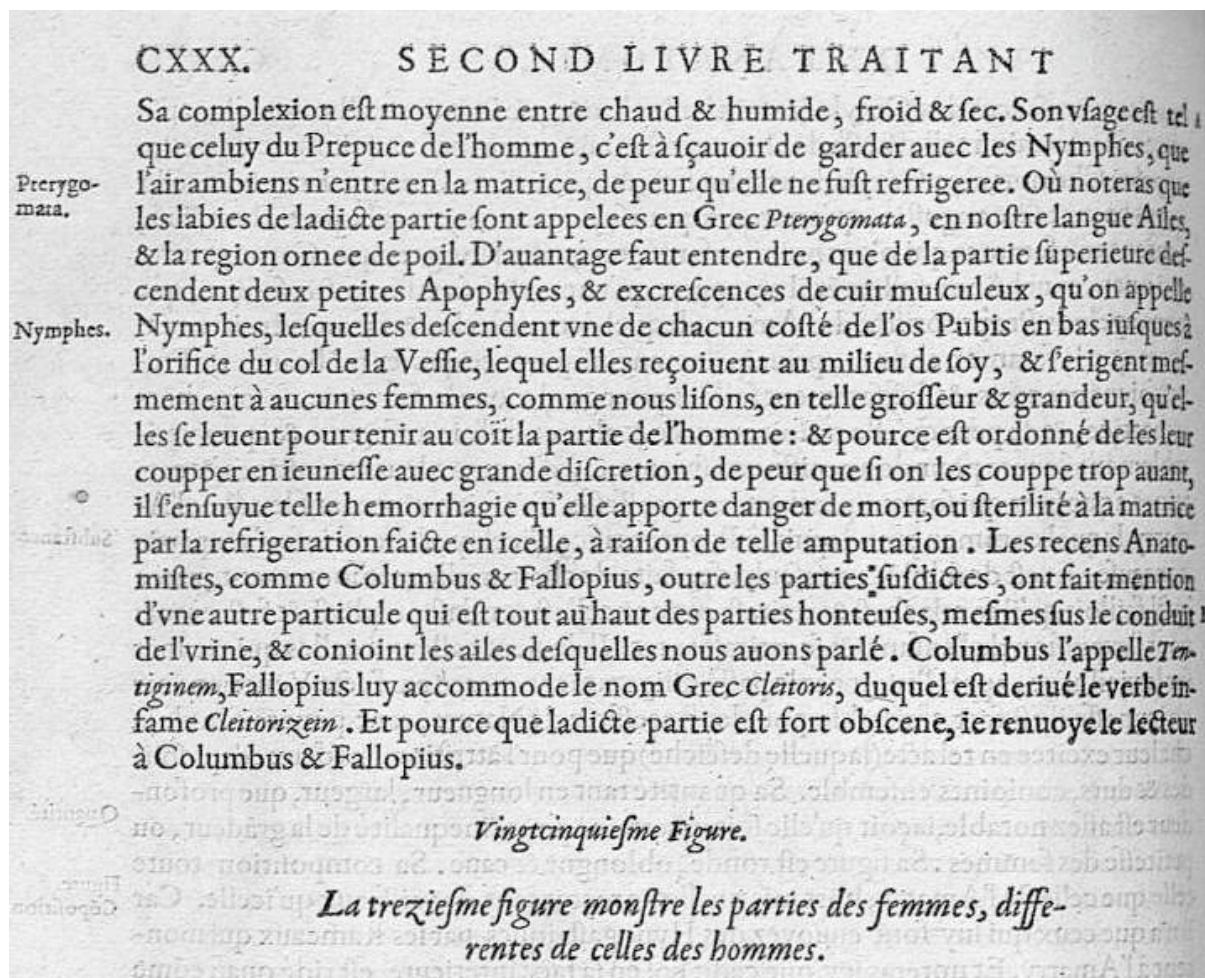 CXXX. SECOND LIVRE TRAITANT
Sa complexion eſt moyenne entre chaud & humide, froid & ſec. Son vſage eſt tel
que celuy du Prepuce de l'homme, c'eſt à ſçauoir de garder auec les Nymphes, que
Pterygo-
mata.
l'air ambiens n'entre en la matrice, de peur qu'elle ne fuſt refrigeree. Où noteras que
les labies de ladicte partie ſont appelees en Grec Pterygomata, en noſtre langue Ailes,
& la region ornee de poil. D'auantage faut entendre, que de la partie ſuperieure deſ-
cendent deux petites Apophyſes, & excreſcences de cuir muſculeux, qu'on appelle
Nymphes.
Nymphes, leſquelles deſcendent vne de chacun coſté de l'os Pubis en bas iuſques à
l'orifice du col de la Veſſie, lequel elles reçoiuent au milieu de ſoy, & ſ'erigent meſ-
mement à aucunes femmes, comme nous liſons, en telle groſſeur & grandeur, qu'el-
les ſe leuent pour tenir au coït la partie de l'homme: & pource eſt ordonné de les leur
coupper en ieuneſſe auec grande diſcretion, de peur que ſi on les couppe trop auant,
il ſ'enſuyue telle hemorrhagie qu'elle apporte danger de mort, ou ſterilité à la matrice
par la refrigeration faicte en icelle, à raiſon de telle amputation. Les recens Anato-
miſtes, comme Columbus & Fallopius, outre les parties ſuſdictes, ont fait mention
d'vne autre particule qui eſt tout au haut des parties honteuſes, meſmes ſus le conduit
de l'vrine, & conioint les ailes deſquelles nous auons parlé. Columbus l'appelle Ten-
tiginem, Fallopius luy accommode le nom Grec Cleitoris, duquel eſt deriué le verbe in-
fame Cleitorizein. Et pource que ladicte partie eſt fort obſcene, ie renuoye le lecteur
à Columbus & Fallopius.
Vingtcinquieſme Figure.
La trezieſme figure monſtre les parties des femmes, diffe-
rentes de celles des hommes.